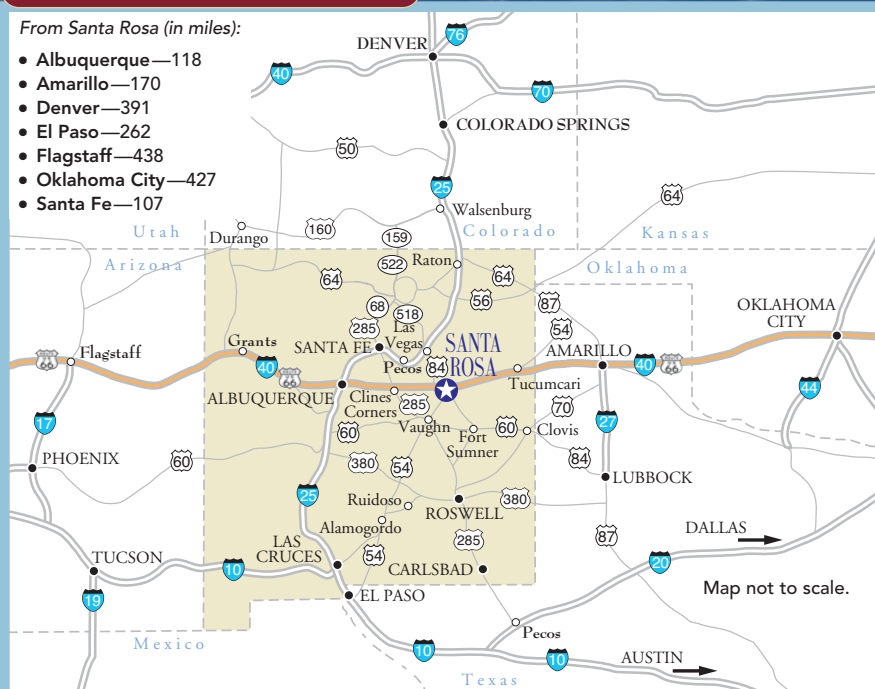 From Santa Rosa (in miles):
• Albuquerque—118
• Amarillo—170
• Denver—391
• El Paso—262
• Flagstaff—438
• Oklahoma City—427
• Santa Fe—107
DENVER
76
40
70
COLORADO SPRINGS
50
25
64
Walsenburg
Utah
Durango
160
159
Colorado
Kansas
Arizona
522
Raton
64
64
Oklahoma
56
87
68
518
OKLAHOMA
CITY
285
Las
Vegas
54
66
Flagstaff
Grants
SANTA FE
SANTA
ROSA
AMARILLO
Pecos
84
40
66
40
66
Tucumcari
ALBUQUERQUE
Clines
Corners
285
44
17
70
27
Vaughn
60
Fort
Sumner
60
Clovis
PHOENIX
60
380
54
84
LUBBOCK
25
Ruidoso
ROSWELL
380
Alamogordo
LAS
CRUCES
285
87
DALLAS
TUCSON
10
54
CARLSBAD
20
19
EL PASO
Map not to scale.
Pecos
Mexico
10
10
AUSTIN
Texas